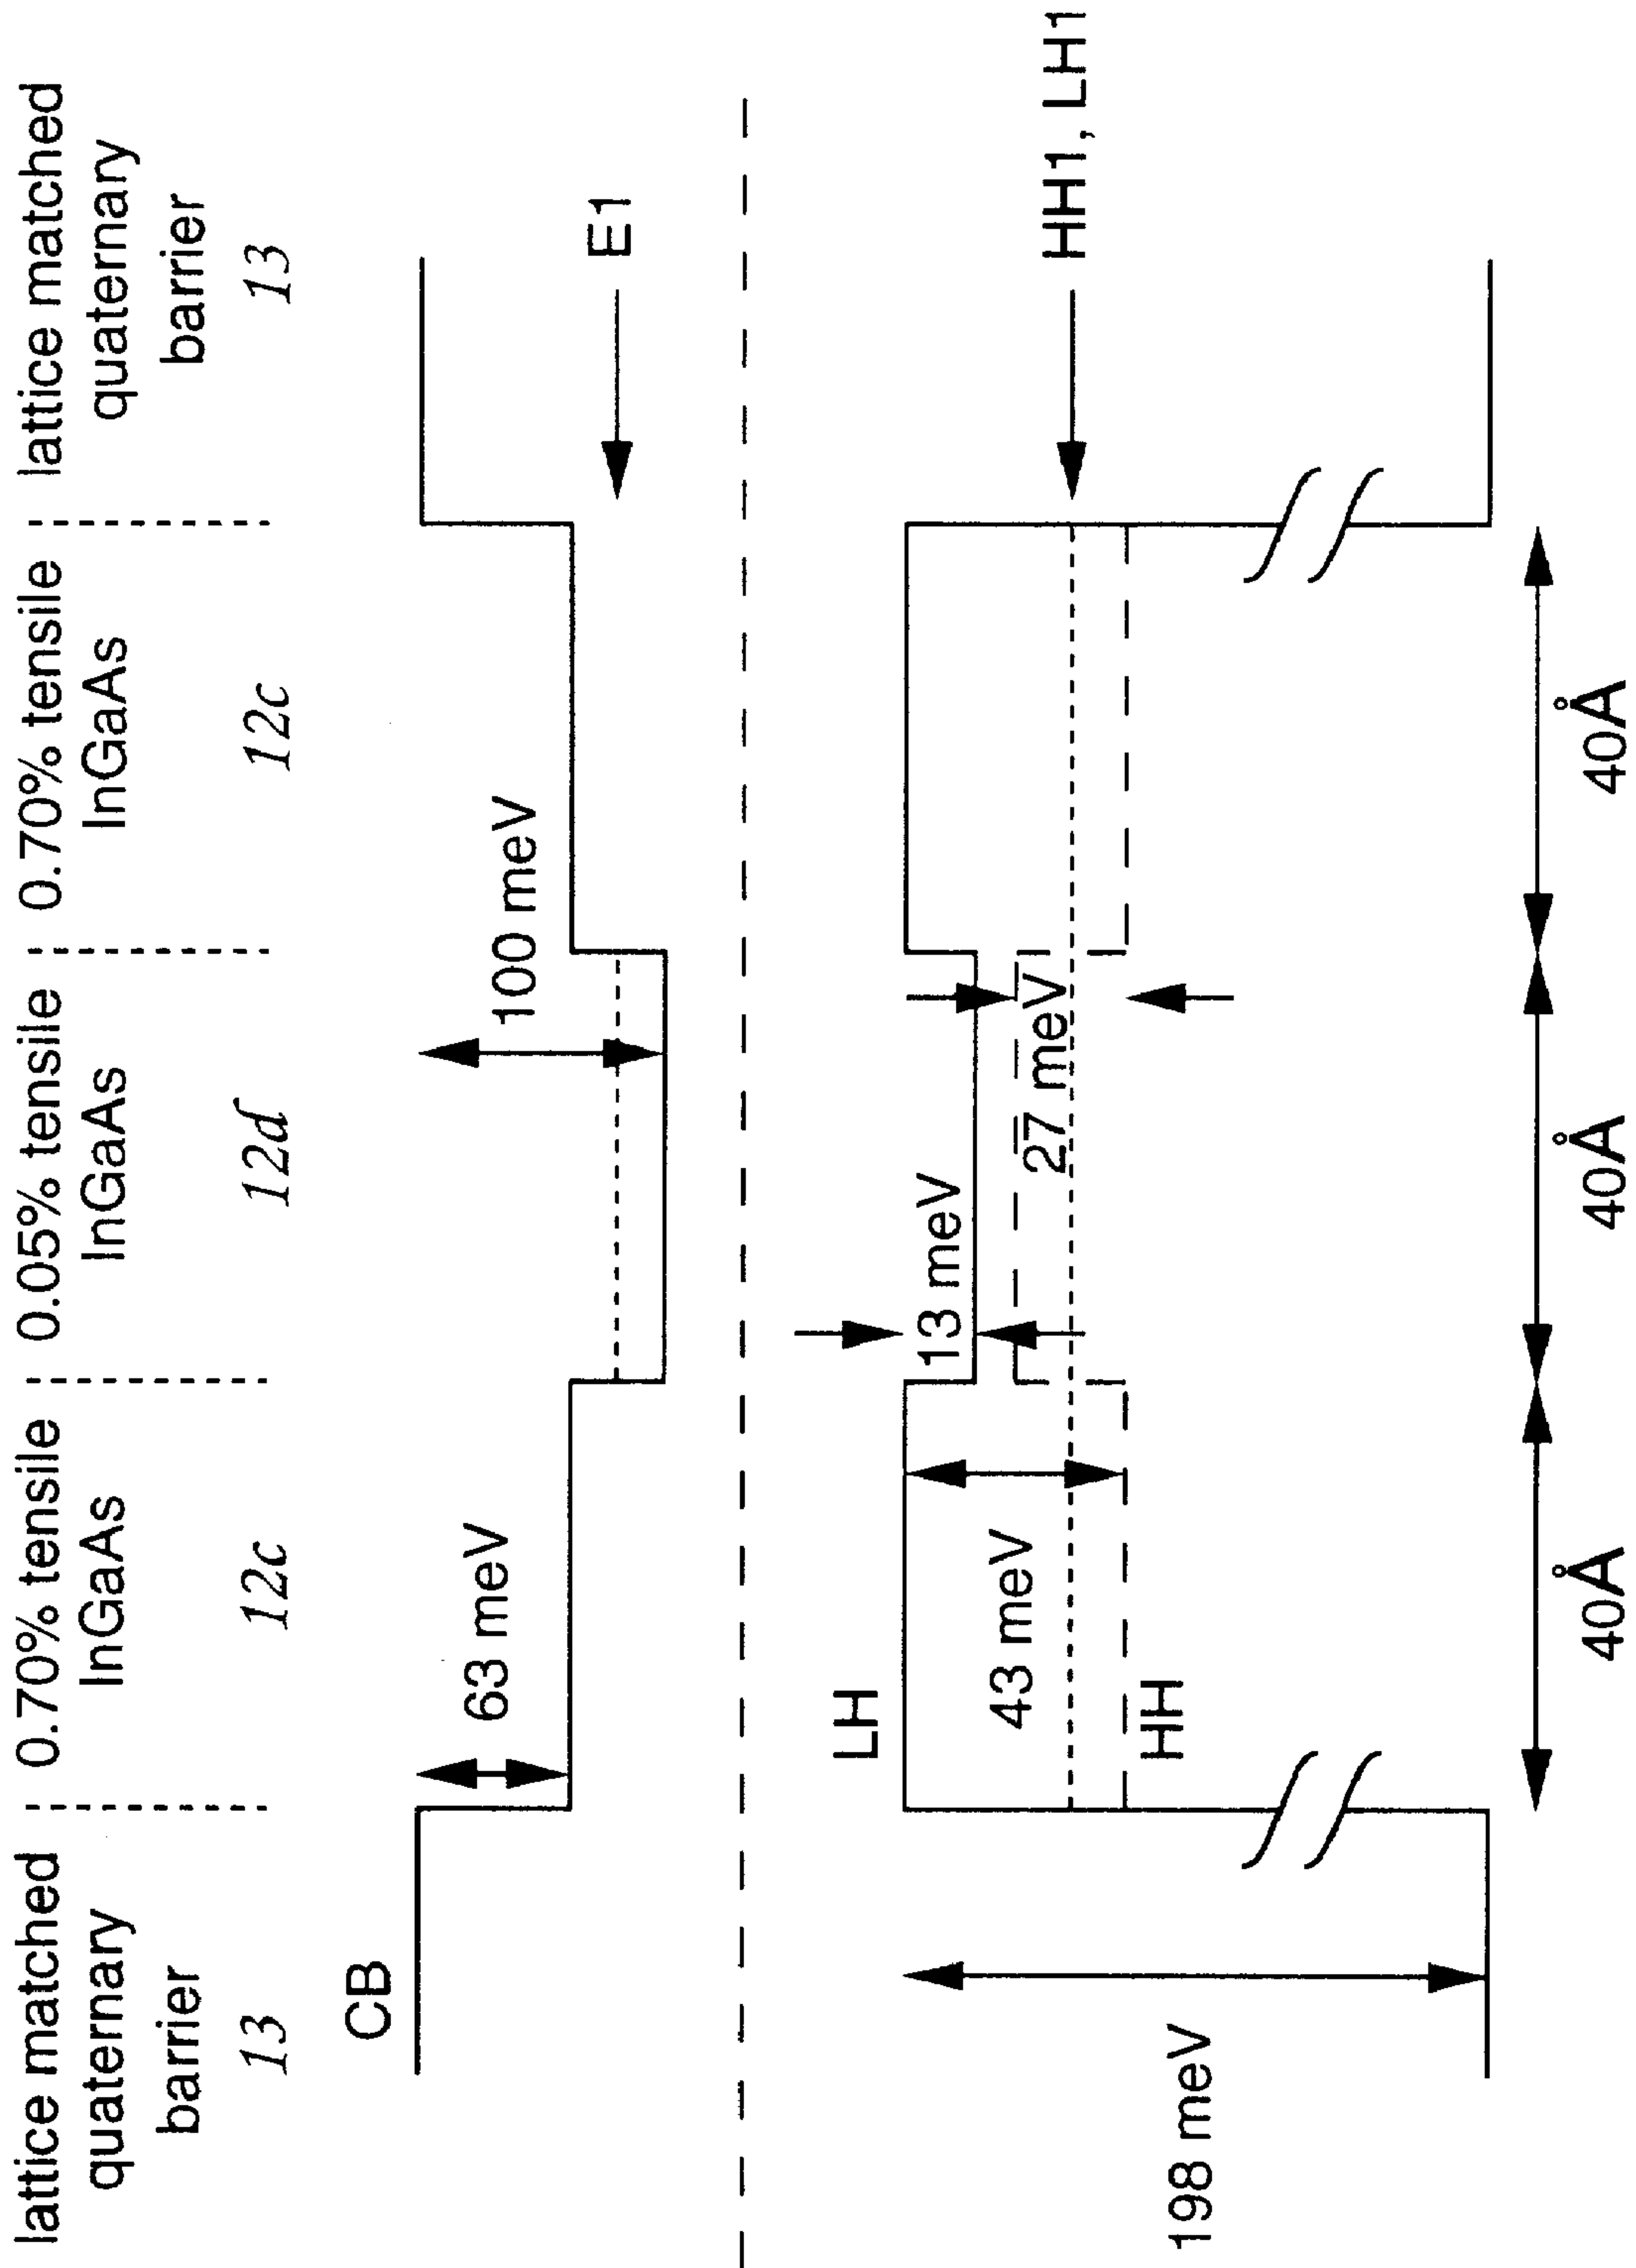 lattice matched
quaternary
barrier
13
0.70% tensile
InGaAs
12c
0.05% tensile
InGaAs
12d
0.70% tensile
InGaAs
12c
lattice matched
quaternary
barrier
13
CB
63 meV
100 meV
E1
LH
13 meV
27 meV
43 meV
HH
HH1, LH1
198 meV
40Å
40Å
40Å